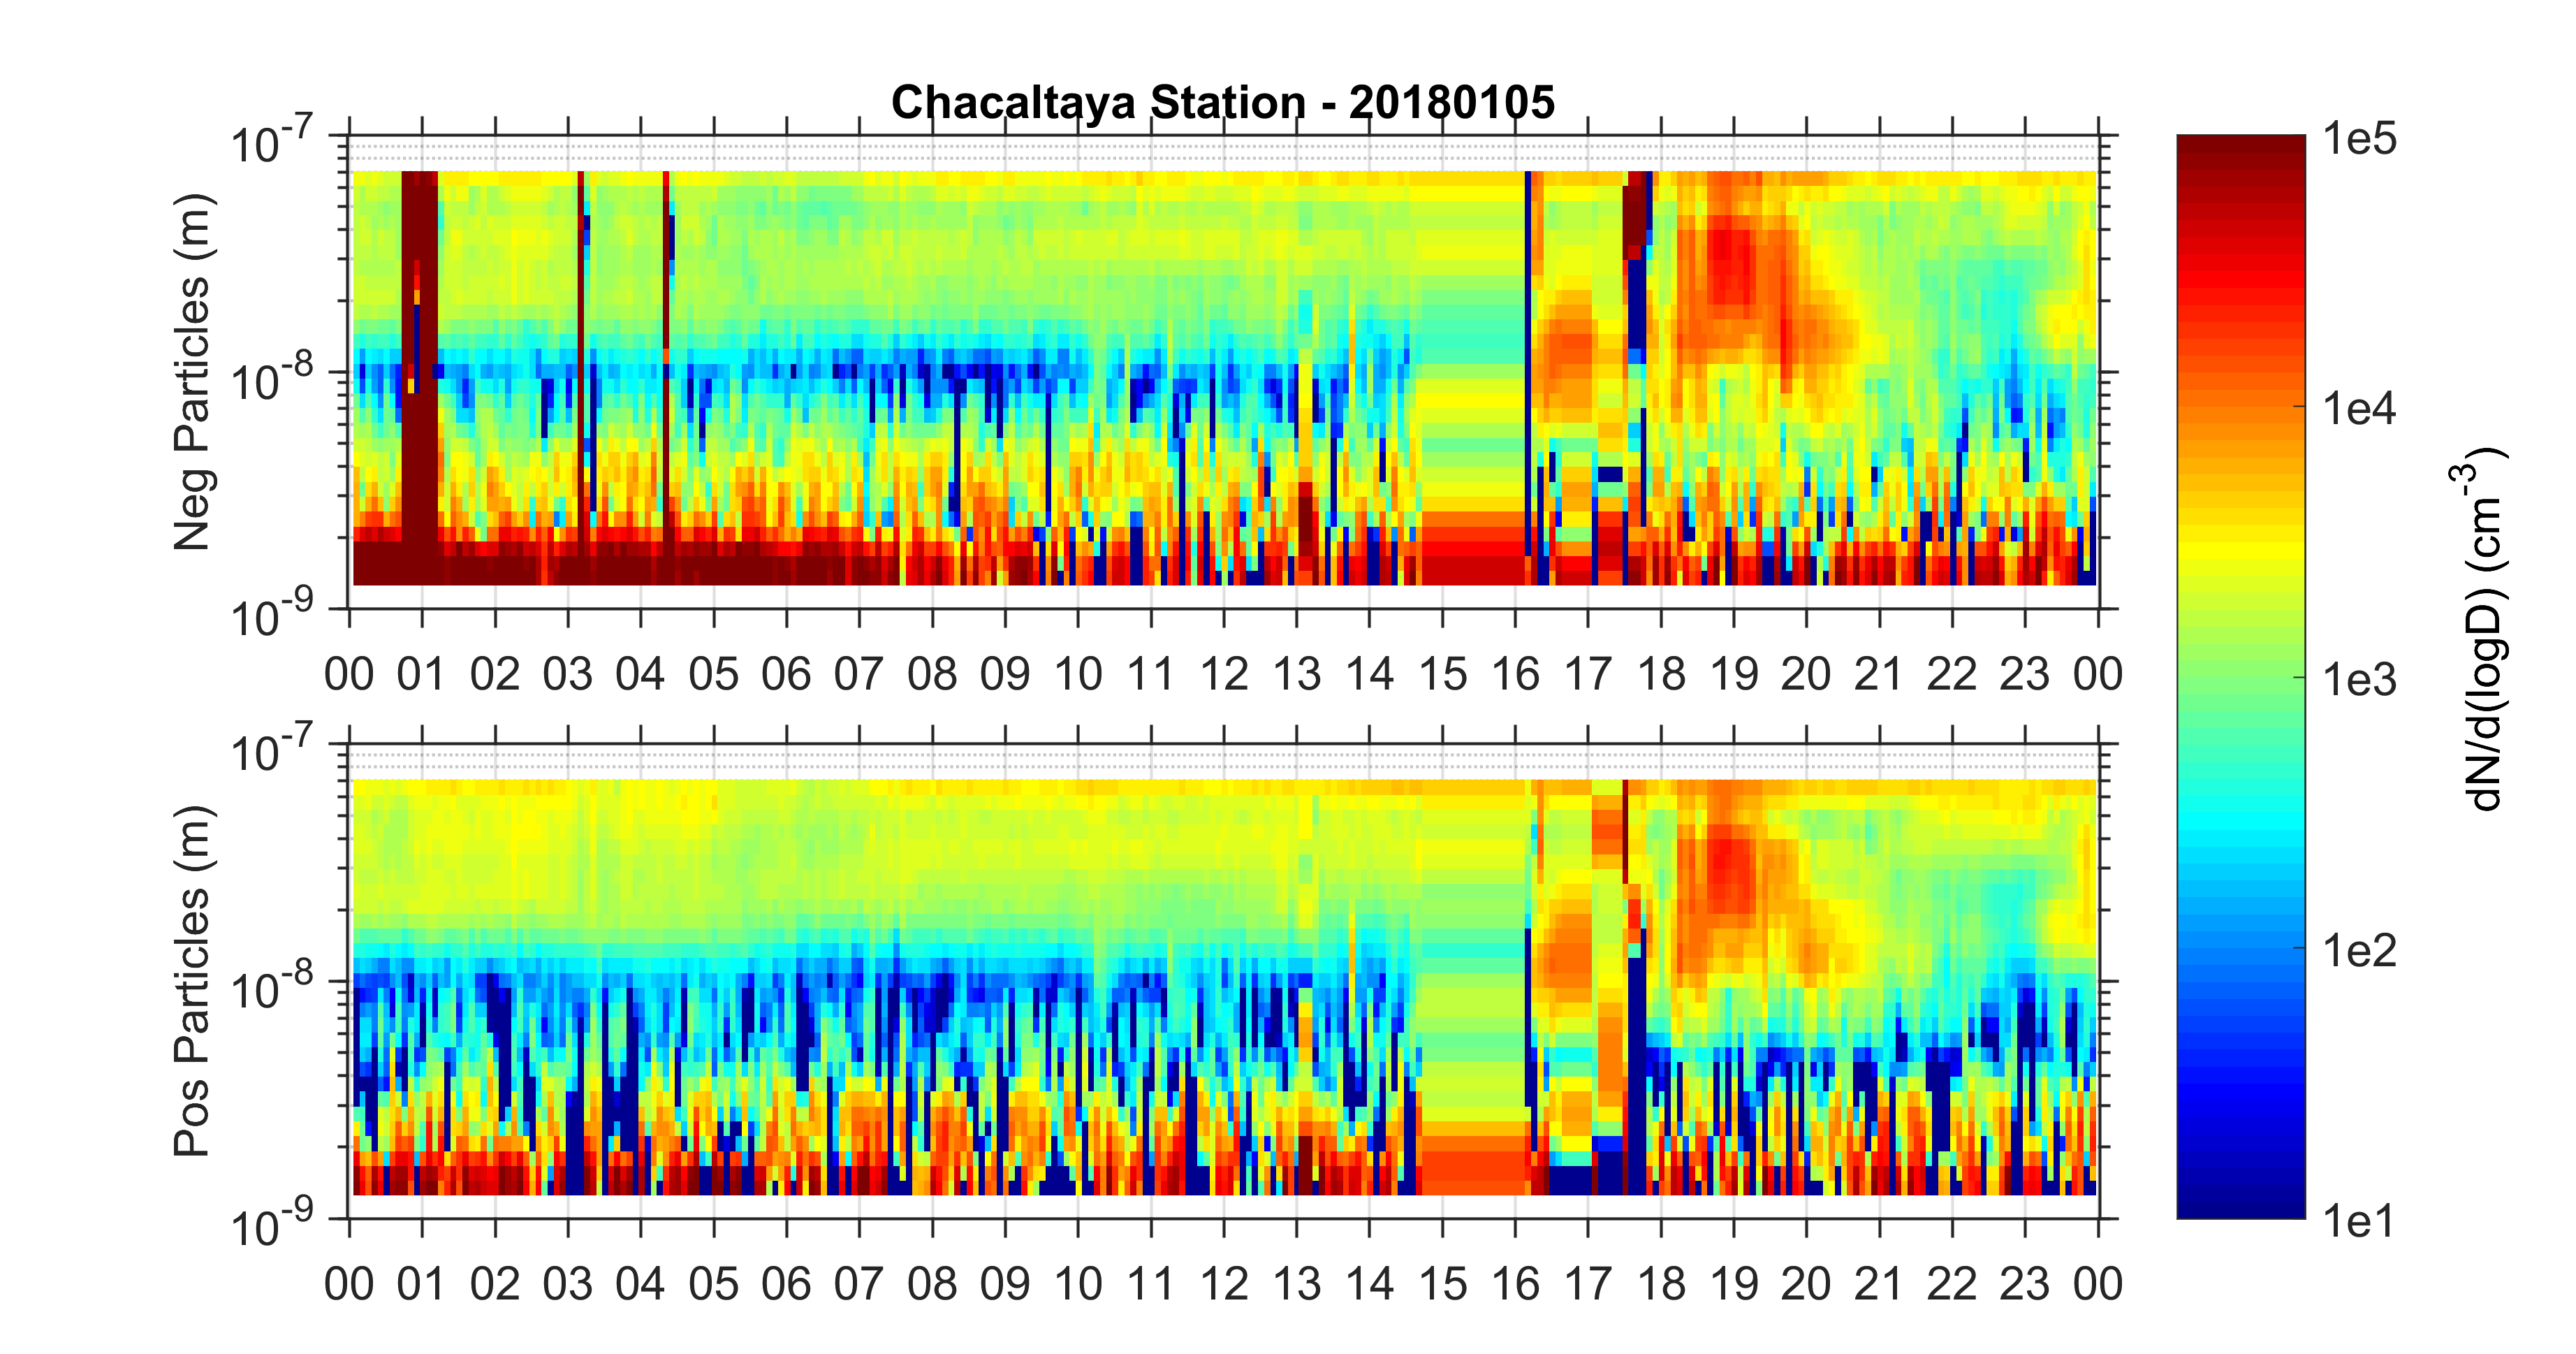 Chacaltaya Station - 20180105
10-7
10-8
10-9
Neg Particles (m)
00 01 02 03 04 05 06 07 08 09 10 11 12 13 14 15 16 17 18 19 20 21 22 23 00
10-7
10-8
10-9
Pos Particles (m)
00 01 02 03 04 05 06 07 08 09 10 11 12 13 14 15 16 17 18 19 20 21 22 23 00
1e5
1e4
1e3
1e2
1e1
dN/d(logD) (cm-3)